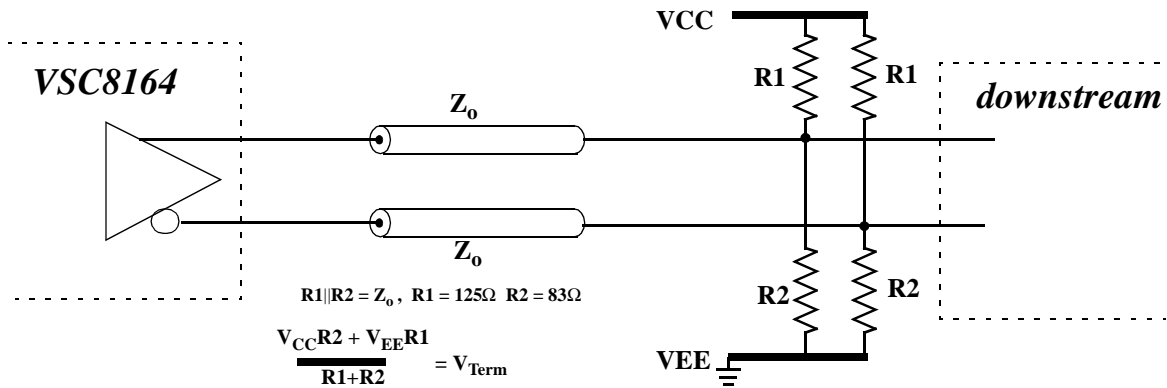 VCC
VSC8164
R1
R1
downstream
Zo
Zo
R1||R2 = Zo , R1 = 125Ω R2 = 83Ω
R2
R2
VCCR2 + VEER1
R1+R2
= VTerm
VEE